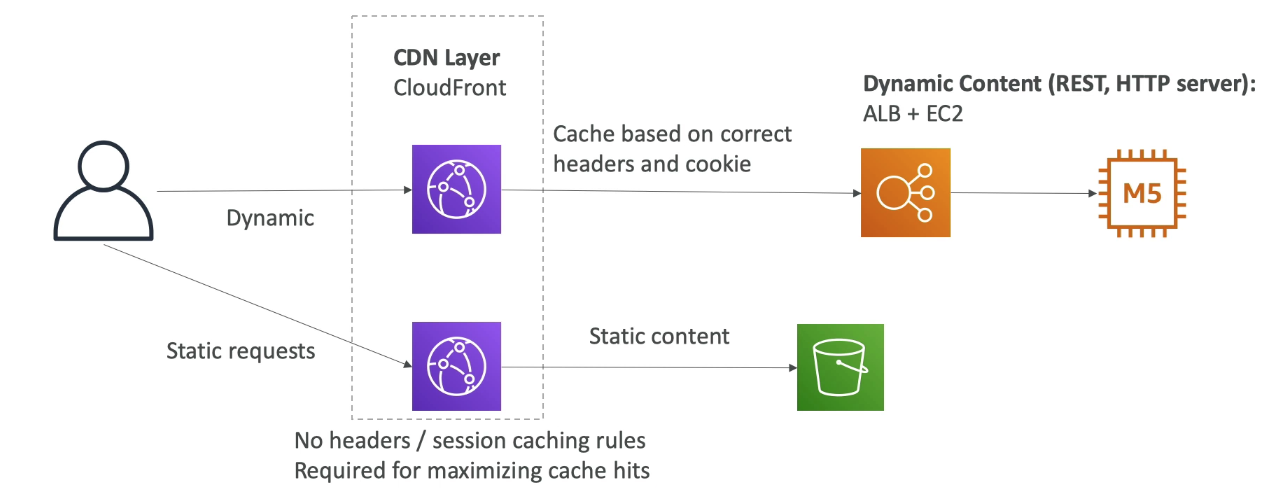 CDN Layer
CloudFront
Dynamic Content (REST, HTTP server):
ALB + EC2
Cache based on correct
headers and cookie
M5
Dynamic
Static requests
Static content
No headers / session caching rules
Required for maximizing cache hits